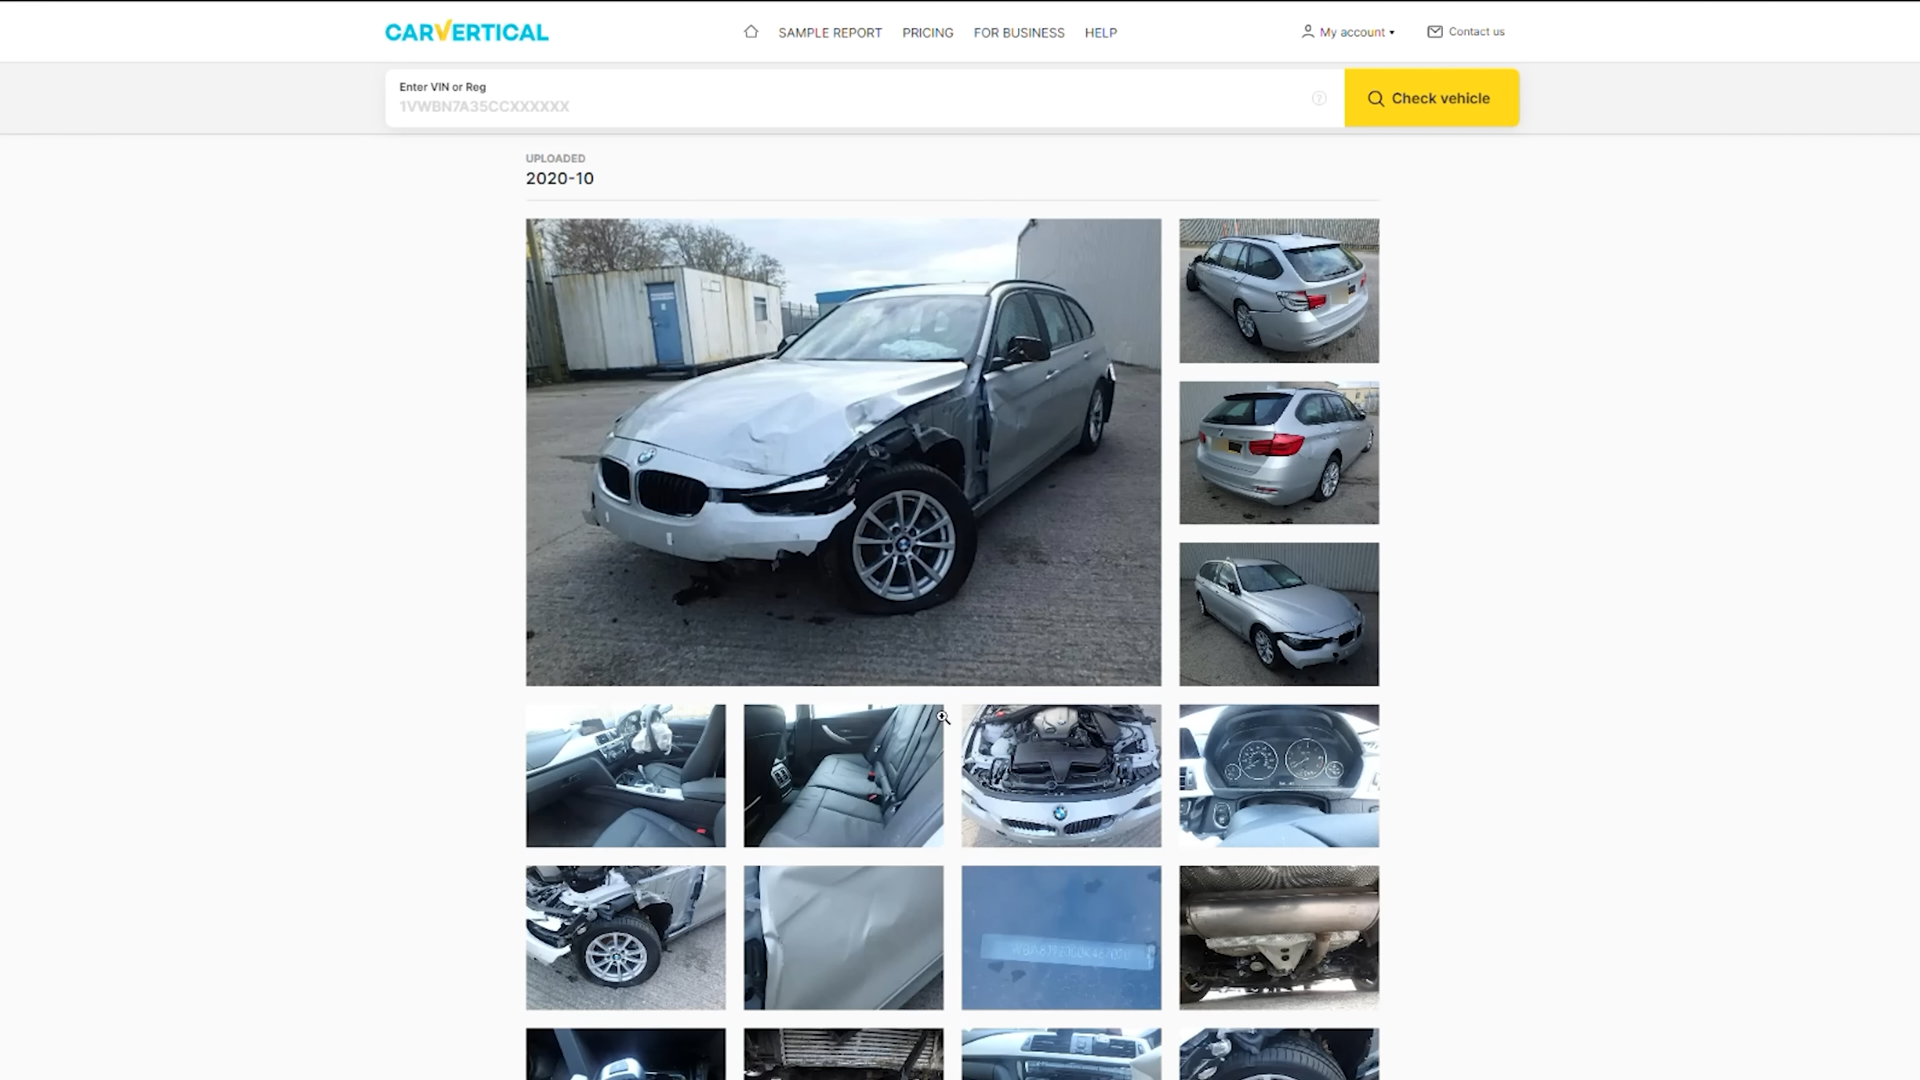 CARVERTICAL
SAMPLE REPORT
PRICING
FOR BUSINESS
HELP
My account
Contact us
Enter VIN or Reg
1VWBN7A35CCXXXXXX
Check vehicle
UPLOADED
2020-10